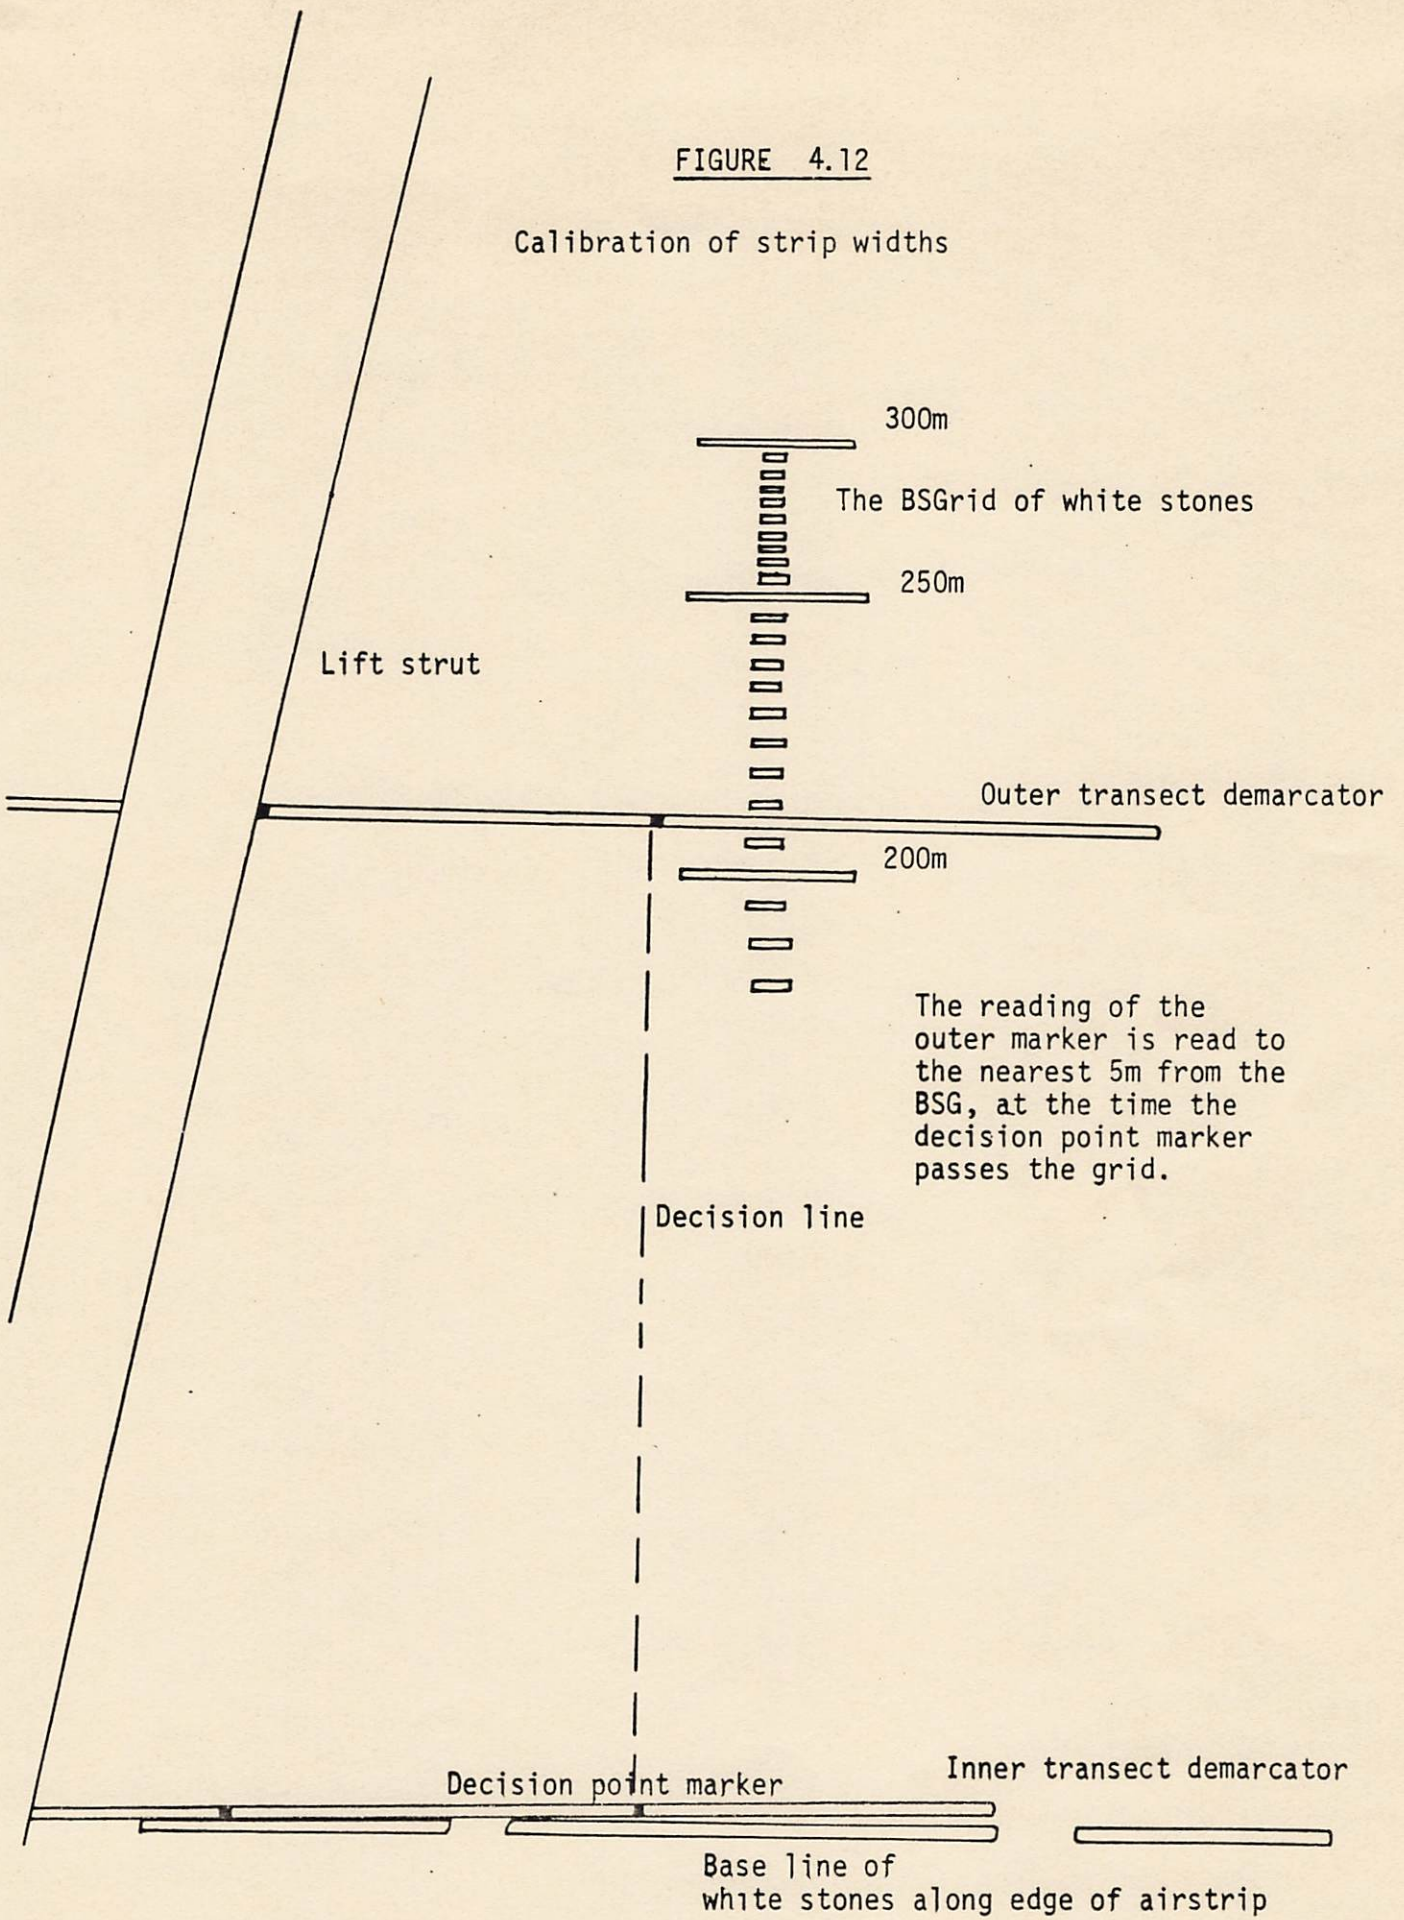 FIGURE 4.12
Calibration of strip widths
300m
The BSGrid of white stones
250m
Lift strut
Outer transect demarcator
200m
The reading of the
outer marker is read to
the nearest 5m from the
BSG, at the time the
decision point marker
passes the grid.
Decision line
Inner transect demarcator
Decision point marker
Base line of
white stones along edge of airstrip